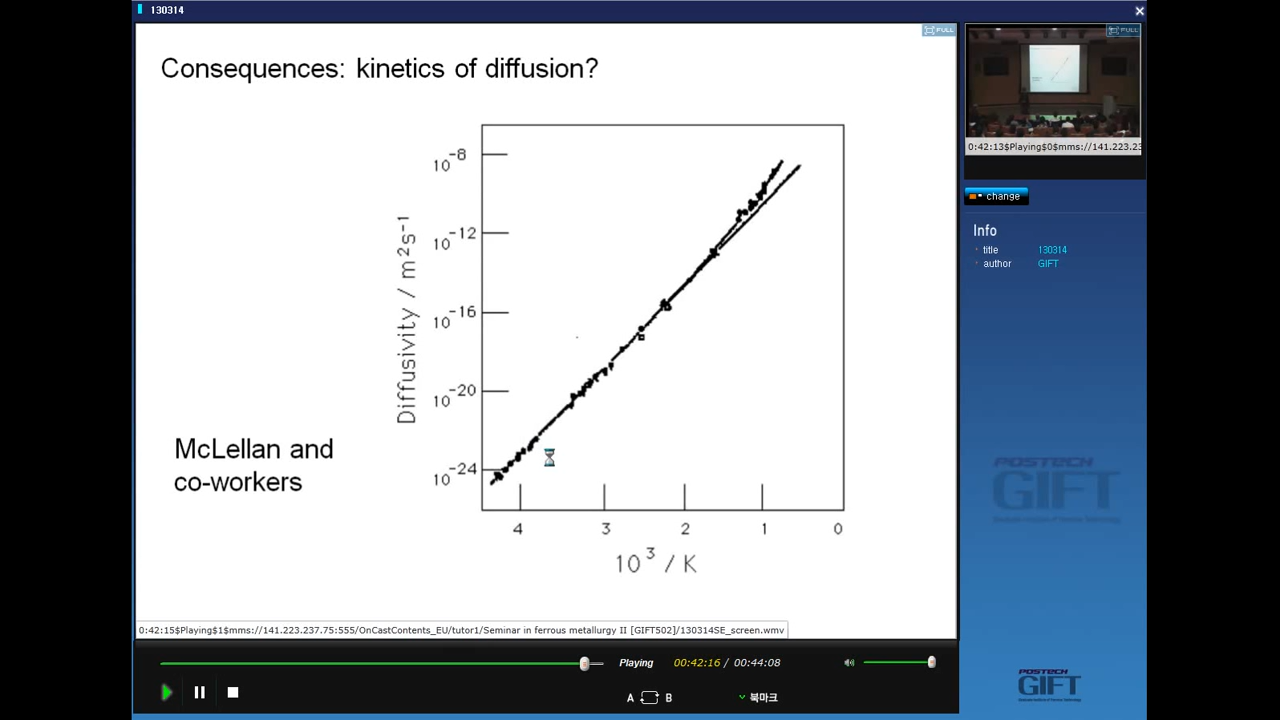 130314
FULL
Consequences: kinetics of diffusion?
10-8
10-12
10-16
10-20
10-24
Diffusivity / m2s-1
4 3 2 1 0
103 / K
McLellan and
co-workers
0:42:15$Playing$1$mms://141.223.237.75:555/OnCastContents_EU/tutor1/Seminar in ferrous metallurgy II [GIFT502]/130314SE_screen.wmv
Playing 00:42:16 / 00:44:08
A B 북마크
FULL
0:42:13$Playing$0$mms://141.223.23
change
Info
title 130314
author GIFT
POSTECH
GIFT
POSTECH
GIFT